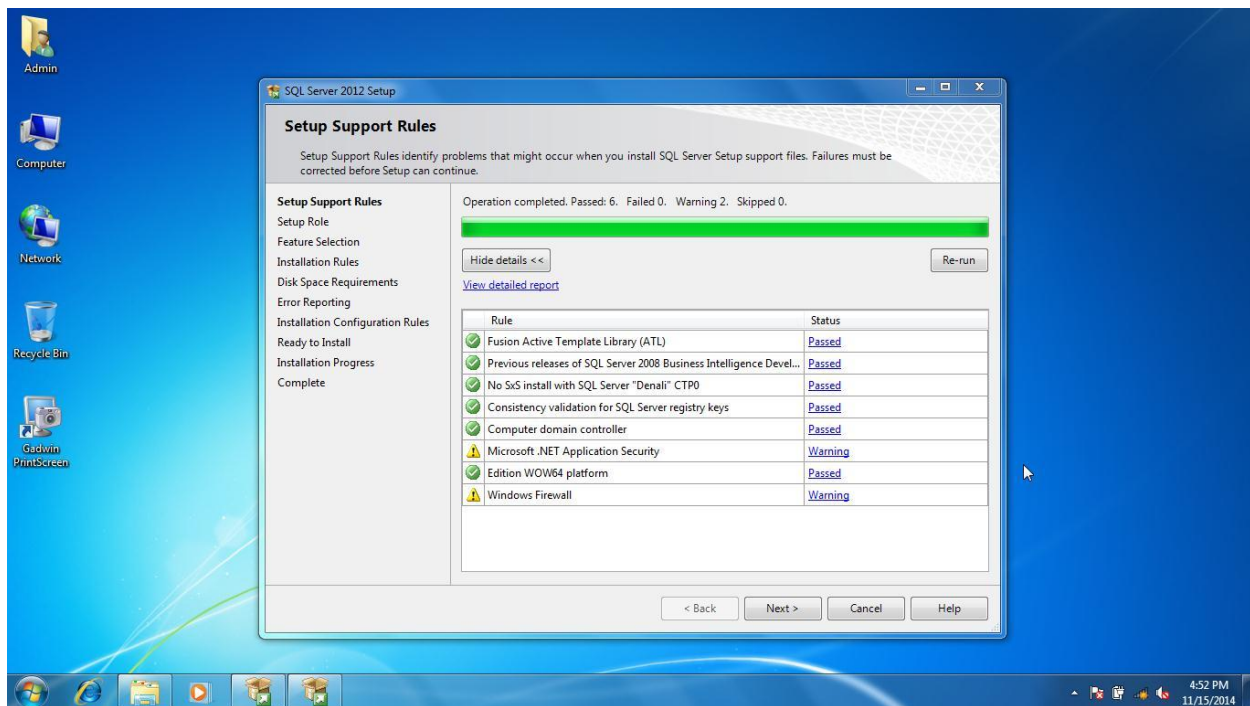 Admin
Computer
Network
Recycle Bin
Gadwin
PrintScreen
SQL Server 2012 Setup
Setup Support Rules
Setup Support Rules identify problems that might occur when you install SQL Server Setup support files. Failures must be
corrected before Setup can continue.
Setup Support Rules
Setup Role
Feature Selection
Installation Rules
Disk Space Requirements
Error Reporting
Installation Configuration Rules
Ready to Install
Installation Progress
Complete
Operation completed. Passed: 6. Failed 0. Warning 2. Skipped 0.
Hide details <<
Re-run
View detailed report
Rule Status
Fusion Active Template Library (ATL) Passed
Previous releases of SQL Server 2008 Business Intelligence Devel... Passed
No SxS install with SQL Server "Denali" CTP0 Passed
Consistency validation for SQL Server registry keys Passed
Computer domain controller Passed
Microsoft .NET Application Security Warning
Edition WOW64 platform Passed
Windows Firewall Warning
< Back Next > Cancel Help
4:52 PM
11/15/2014